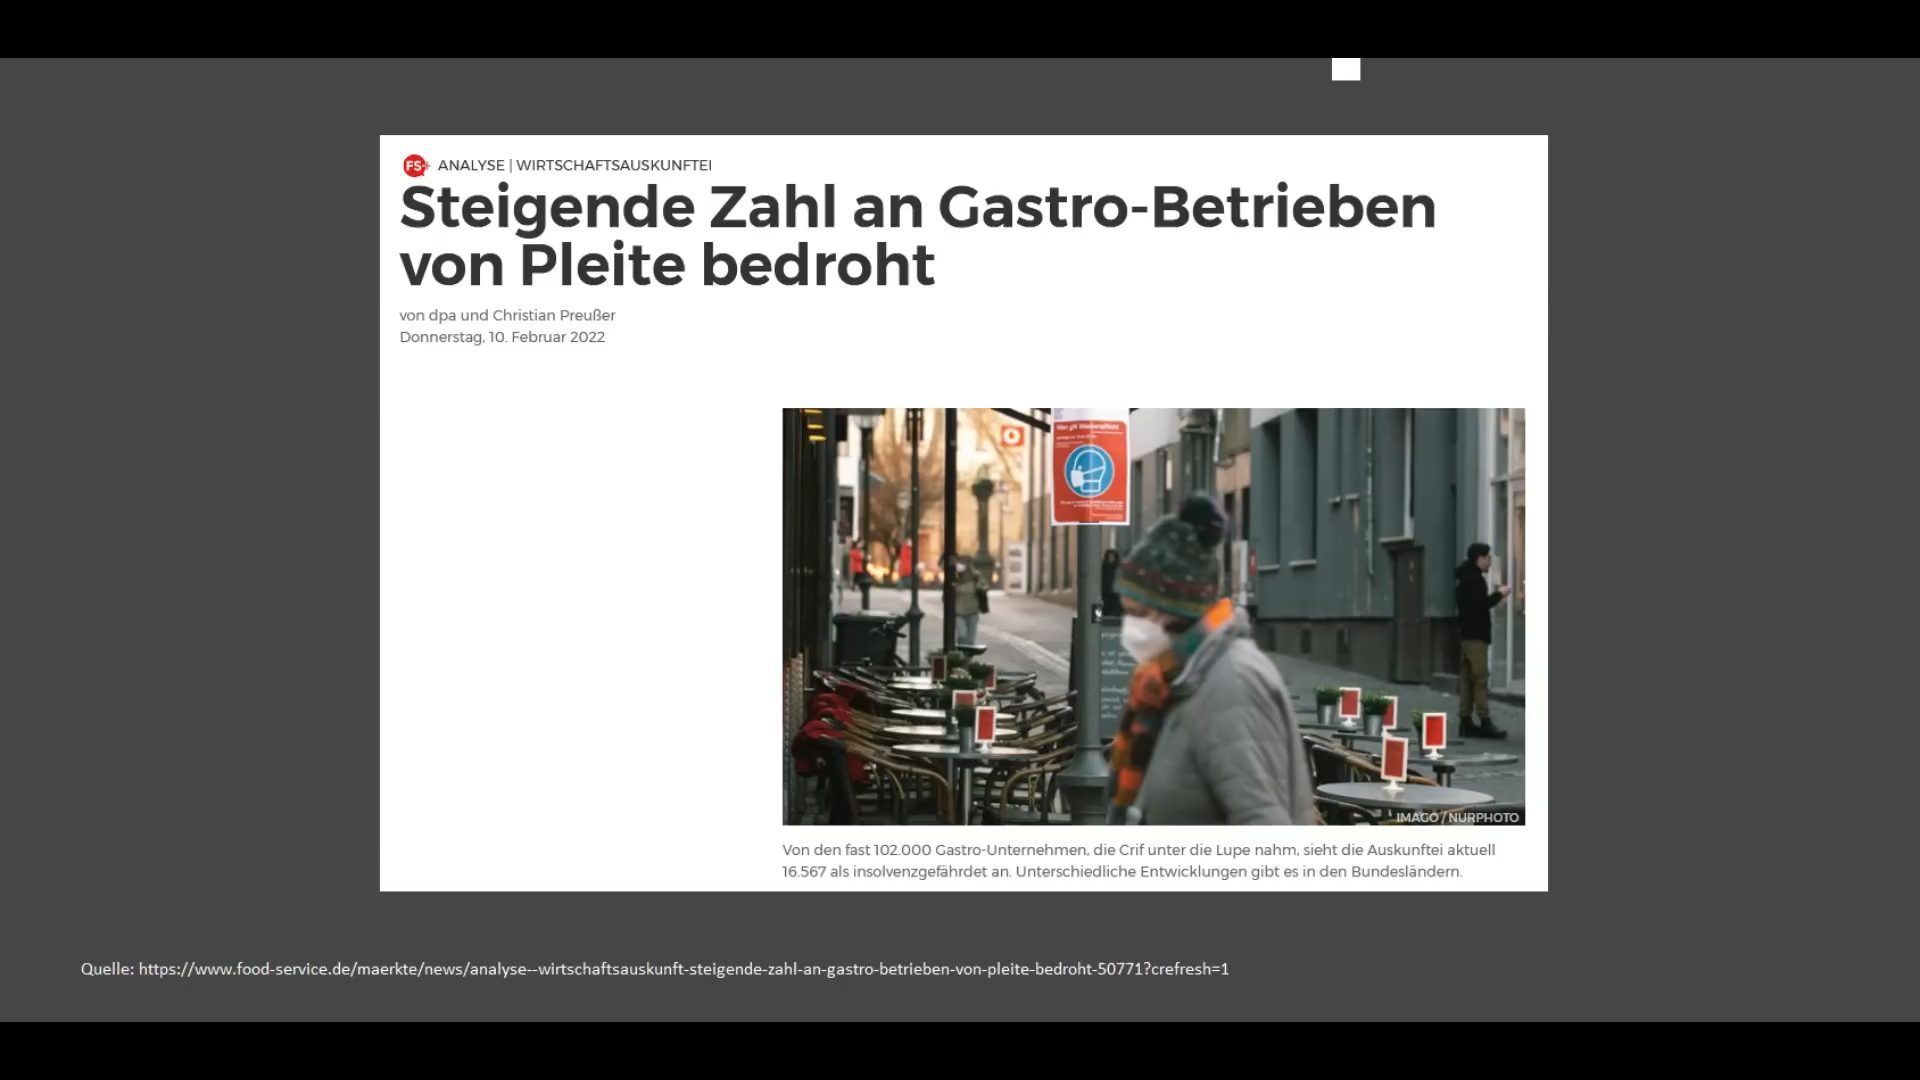 FS+ ANALYSE | WIRTSCHAFTSAUSKUNFTEI
Steigende Zahl an Gastro-Betrieben
von Pleite bedroht
von dpa und Christian Preußer
Donnerstag, 10. Februar 2022
IMAGO / NURPHOTO
Von den fast 102.000 Gastro-Unternehmen, die Crif unter die Lupe nahm, sieht die Auskunftei aktuell
16.567 als insolvenzgefährdet an. Unterschiedliche Entwicklungen gibt es in den Bundesländern.
Quelle: https://www.food-service.de/maerkte/news/analyse--wirtschaftsauskunft-steigende-zahl-an-gastro-betrieben-von-pleite-bedroht-50771?crefresh=1